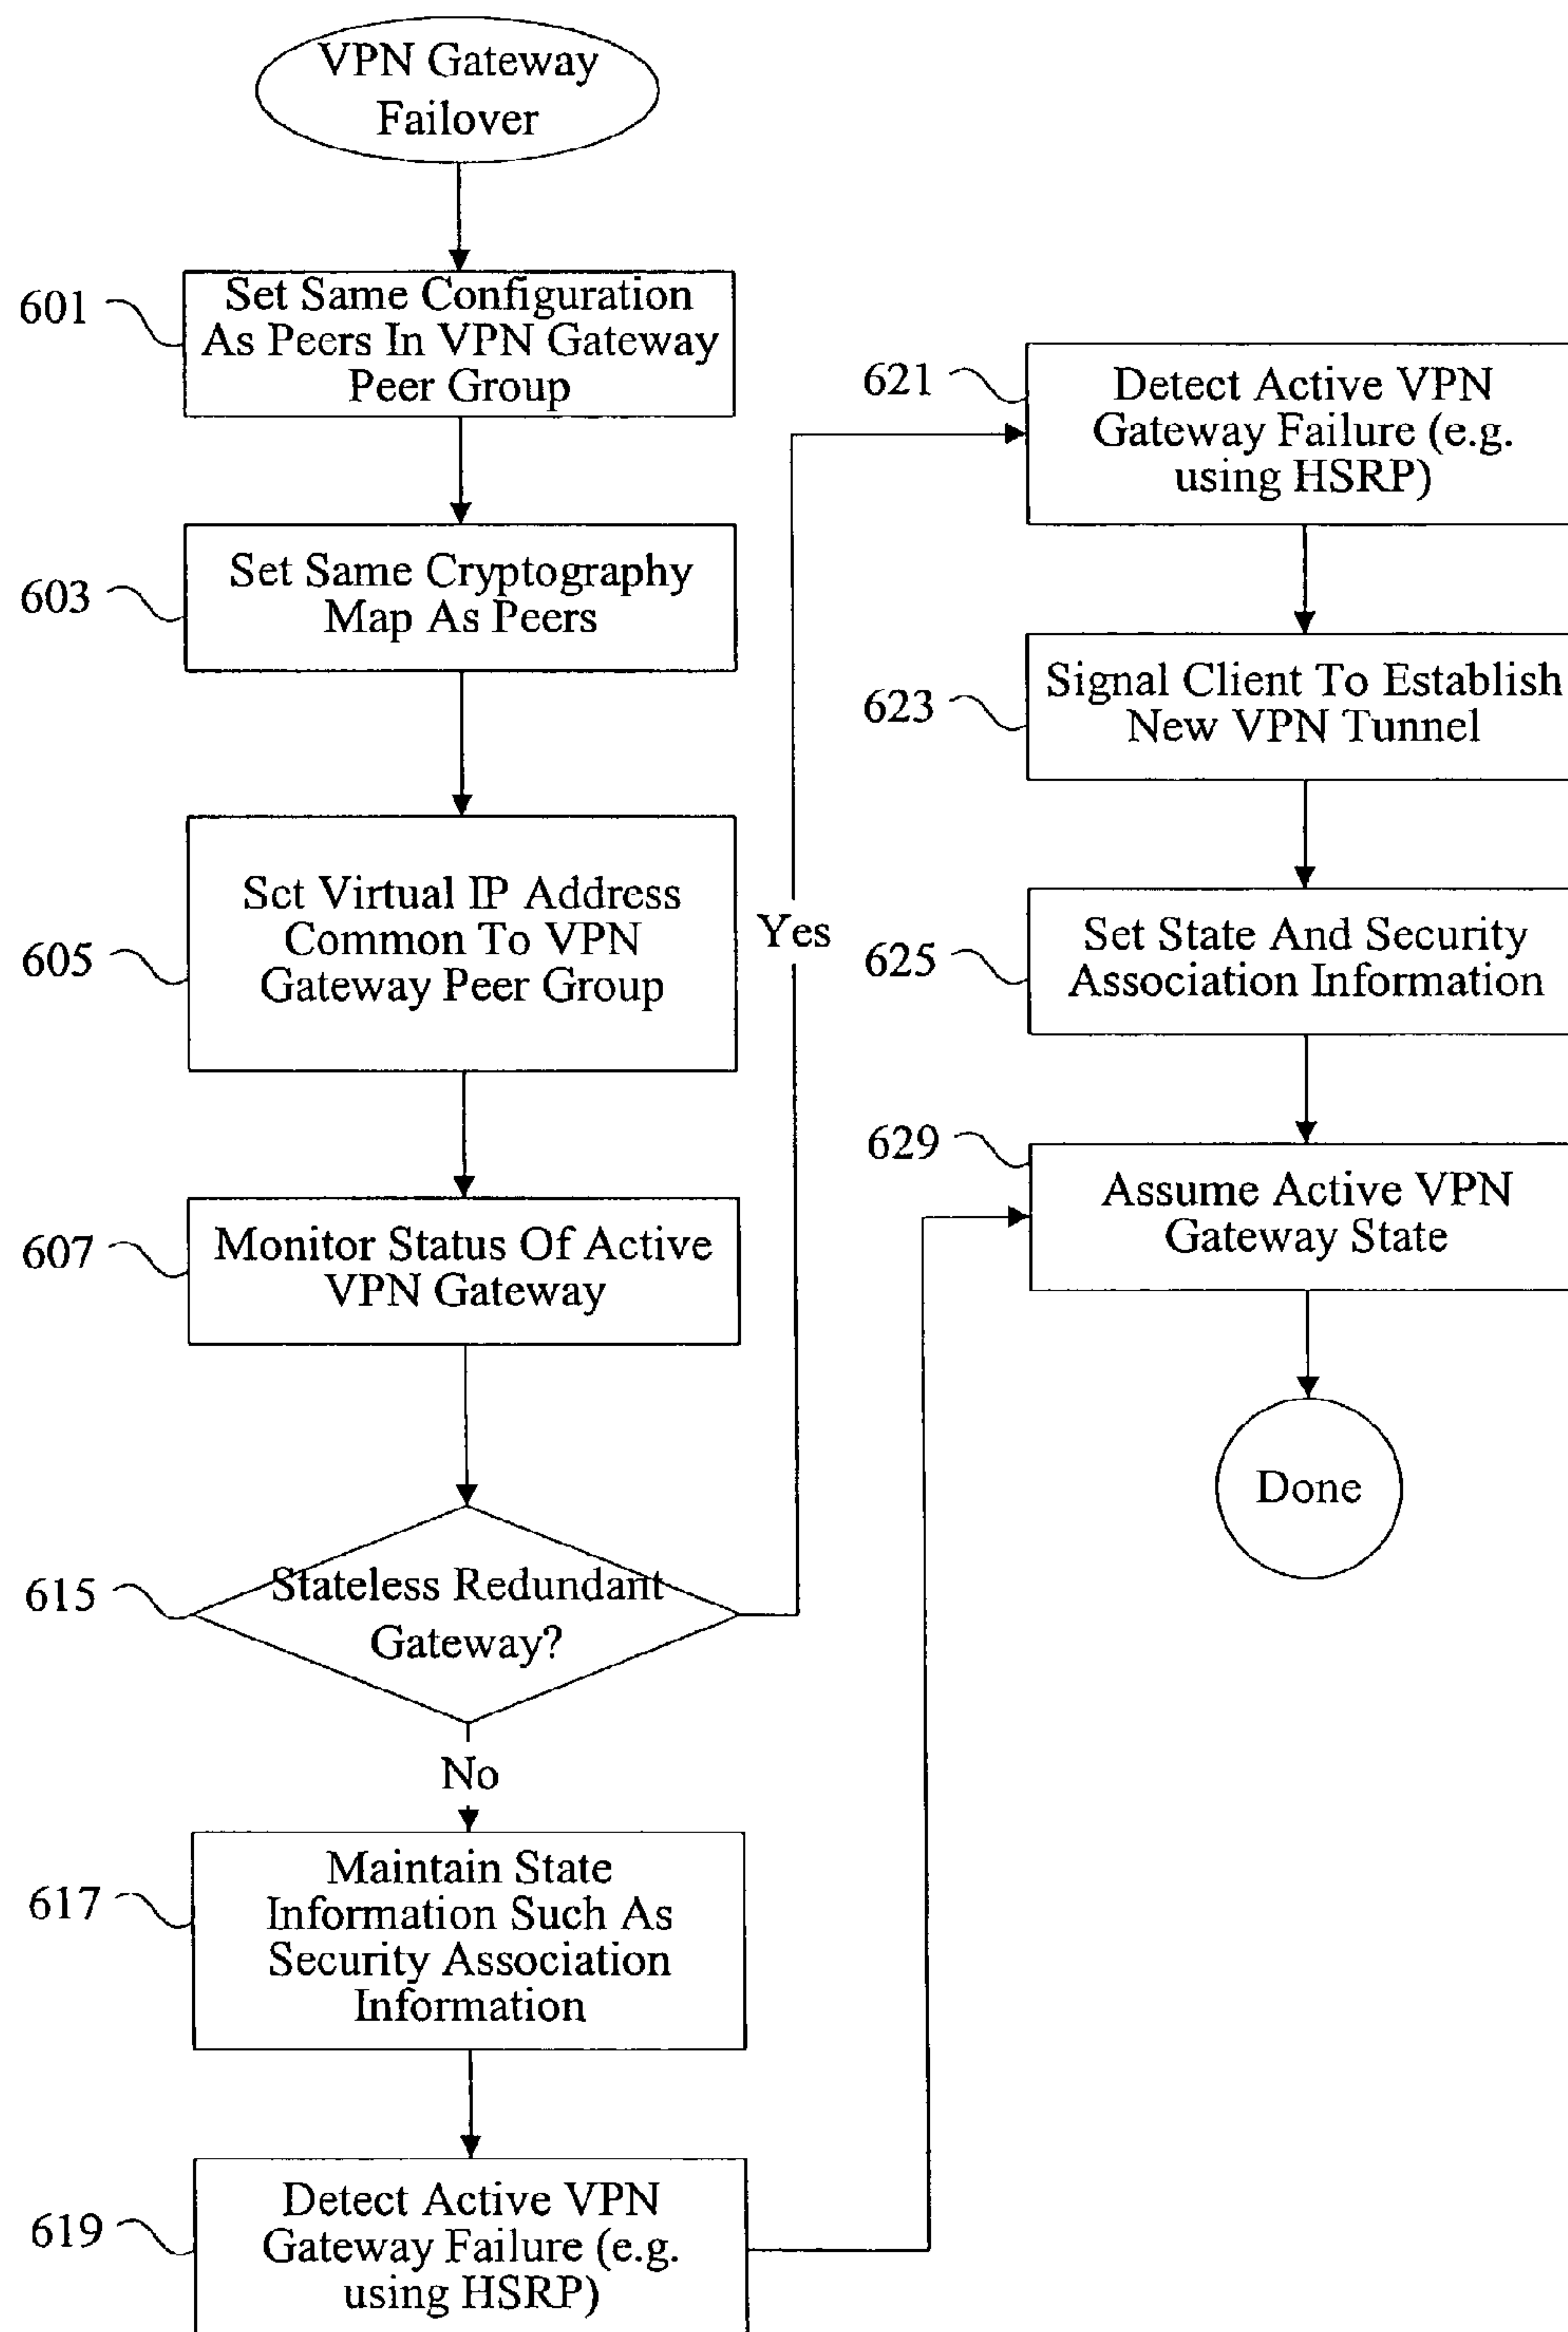 VPN Gateway
Failover
601
Set Same Configuration
As Peers In VPN Gateway
Peer Group
603
Set Same Cryptography
Map As Peers
605
Set Virtual IP Address
Common To VPN
Gateway Peer Group
607
Monitor Status Of Active
VPN Gateway
615
Stateless Redundant
Gateway?
Yes
No
617
Maintain State
Information Such As
Security Association
Information
619
Detect Active VPN
Gateway Failure (e.g.
using HSRP)
621
Detect Active VPN
Gateway Failure (e.g.
using HSRP)
623
Signal Client To Establish
New VPN Tunnel
625
Set State And Security
Association Information
629
Assume Active VPN
Gateway State
Done